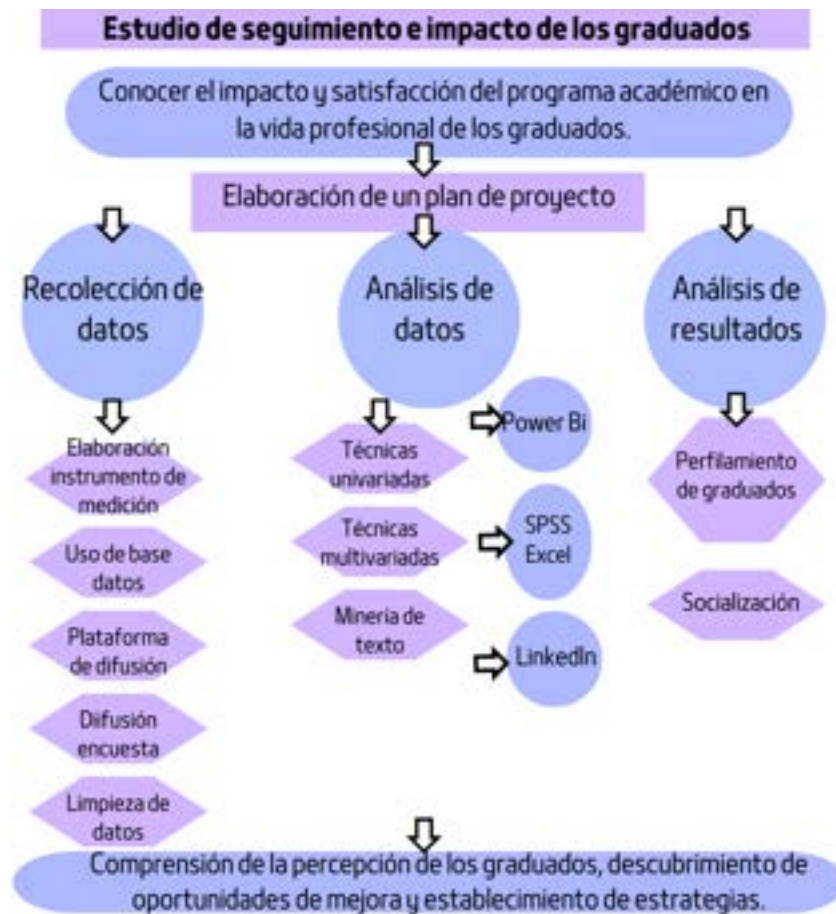 Estudio de seguimiento e impacto de los graduados
Conocer el impacto y satisfacción del programa académico en
la vida profesional de los graduados.
Elaboración de un plan de proyecto
Recolección de
datos
Elaboración
instrumento de
medición
Uso de base
datos
Plataforma
de difusión
Diifusión
encuesta
Limpieza de
datos
Análisis de
datos
Técnicas
univariadas
Técnicas
multivariadas
Minería de
texto
Power Bi
SPSS
Excel
LinkedIn
Análisis de
resultados
Perfilamiento
de graduados
Socialización
Comprensión de la percepción de los graduados, descubrimiento de
oportunidades de mejora y establecimiento de estrategias.